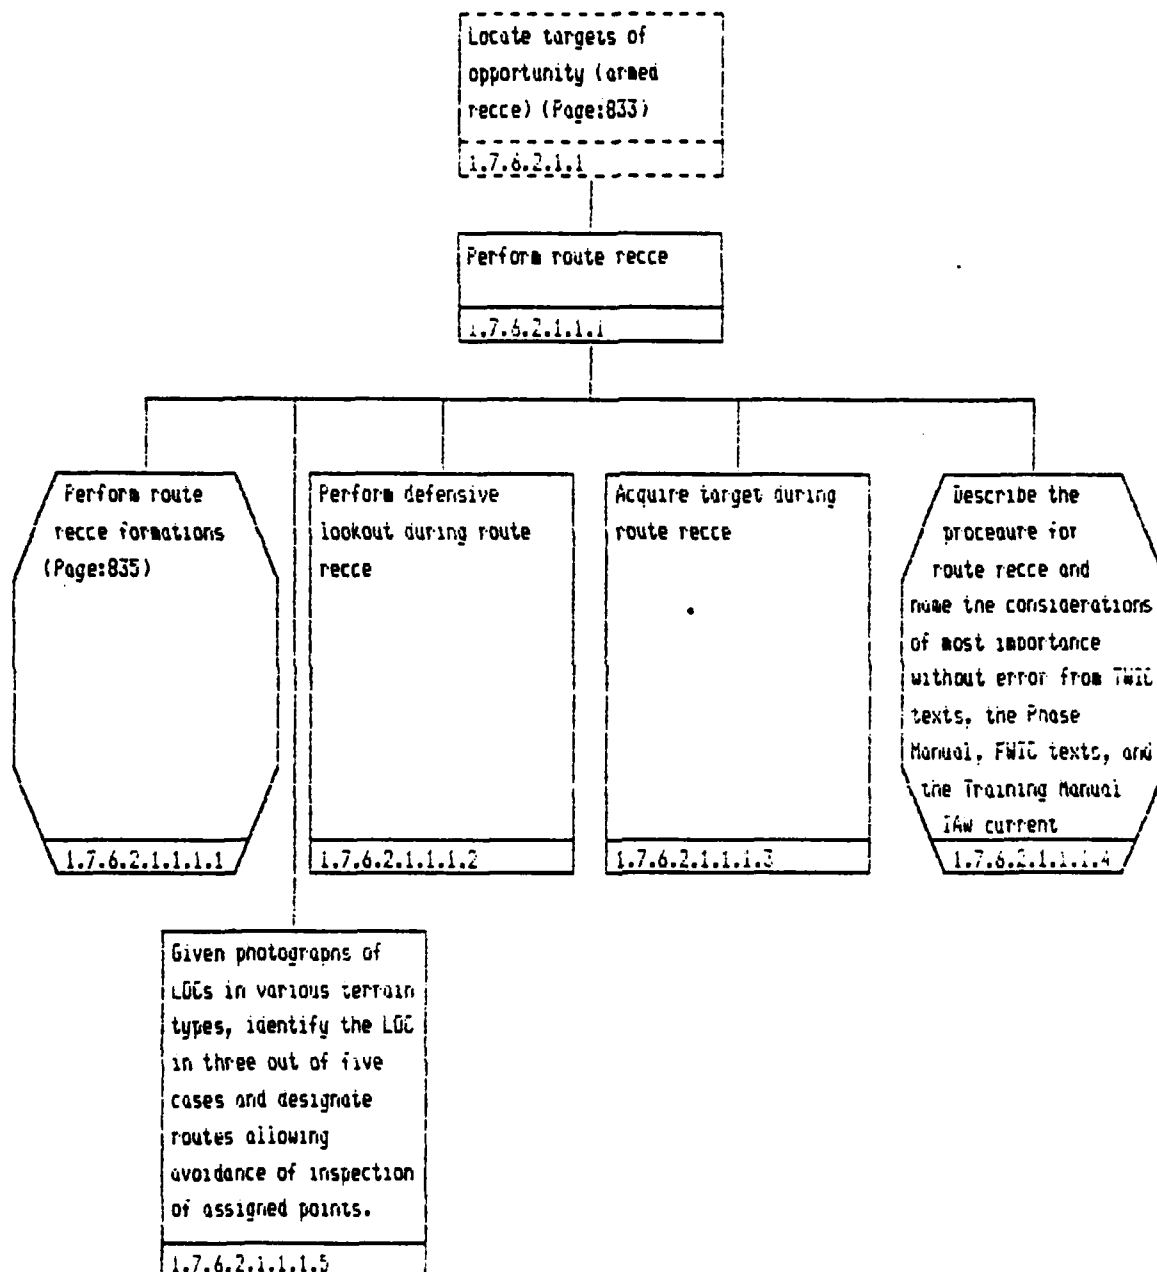 Locate targets of
opportunity (armed
recce) (Page:833)
1.7.6.2.1.1
Perform route recce
1.7.6.2.1.1.1
Perform route
recce formations
(Page:835)
1.7.6.2.1.1.1.1
Perform defensive
lookout during route
recce
1.7.6.2.1.1.1.2
Acquire target during
route recce
1.7.6.2.1.1.1.3
Describe the
procedure for
route recce and
name the considerations
of most importance
without error from TWIC
texts, the Phase
Manual, FWIC texts, and
the Training Manual
IAW current
1.7.6.2.1.1.1.4
Given photographs of
LOCs in various terrain
types, identify the LOC
in three out of five
cases and designate
routes allowing
avoidance of inspection
of assigned points.
1.7.6.2.1.1.1.5